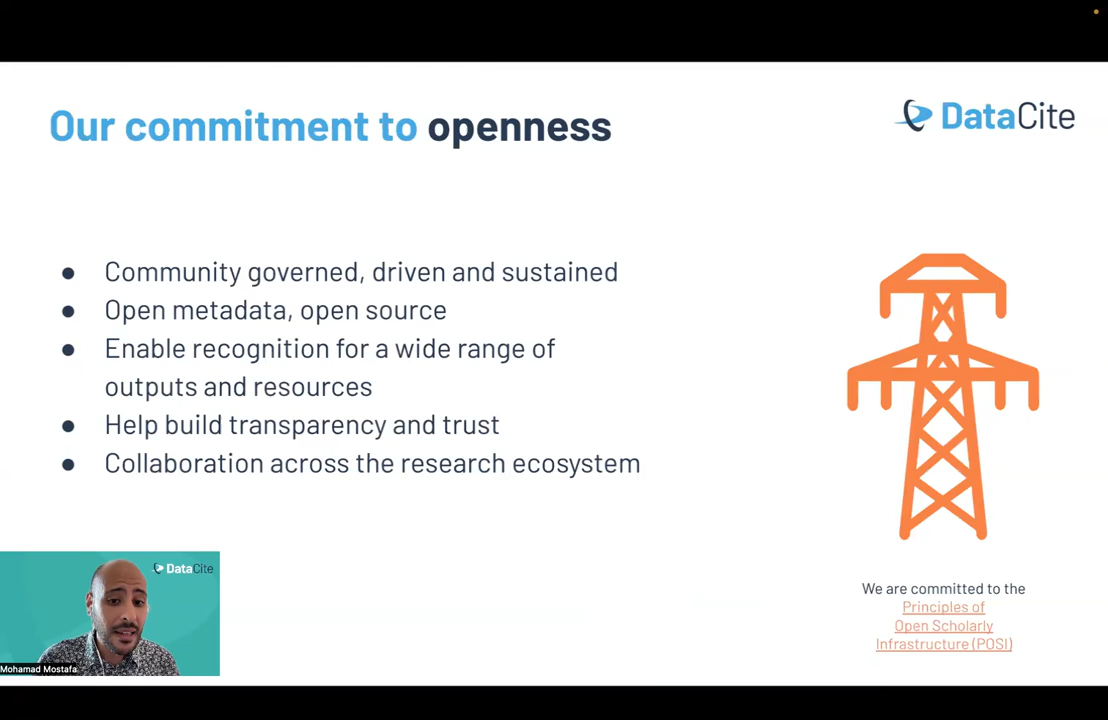 Our commitment to openness
DataCite
Community governed, driven and sustained
Open metadata, open source
Enable recognition for a wide range of
outputs and resources
Help build transparency and trust
Collaboration across the research ecosystem
We are committed to the
Principles of
Open Scholarly
Infrastructure (POSI)
DataCite
Mohamad Mostafa